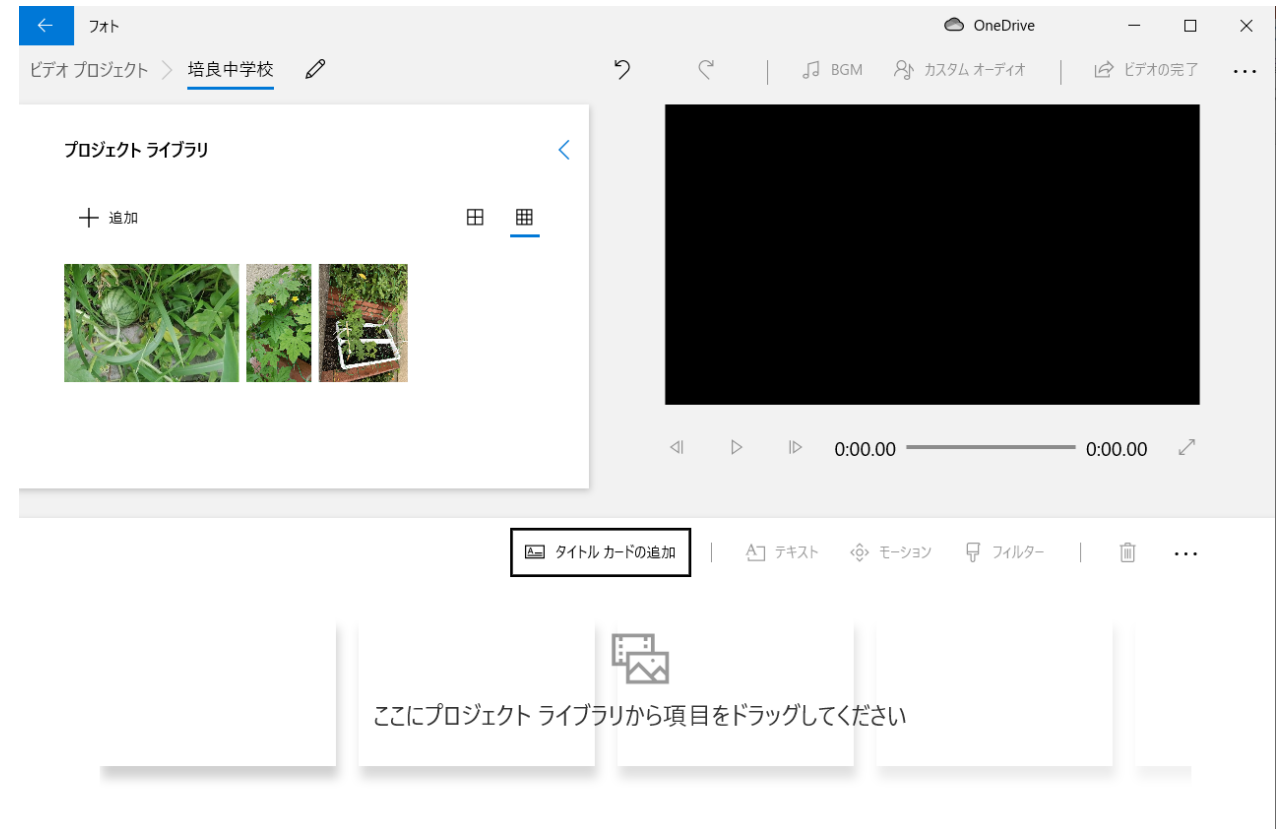 フォト
OneDrive
ビデオ プロジェクト
培良中学校
BGM
カスタム オーディオ
ビデオの完了
プロジェクト ライブラリ
追加
0:00.00
0:00.00
タイトル カードの追加
テキスト
モーション
フィルター
ここにプロジェクト ライブラリから項目をドラッグしてください